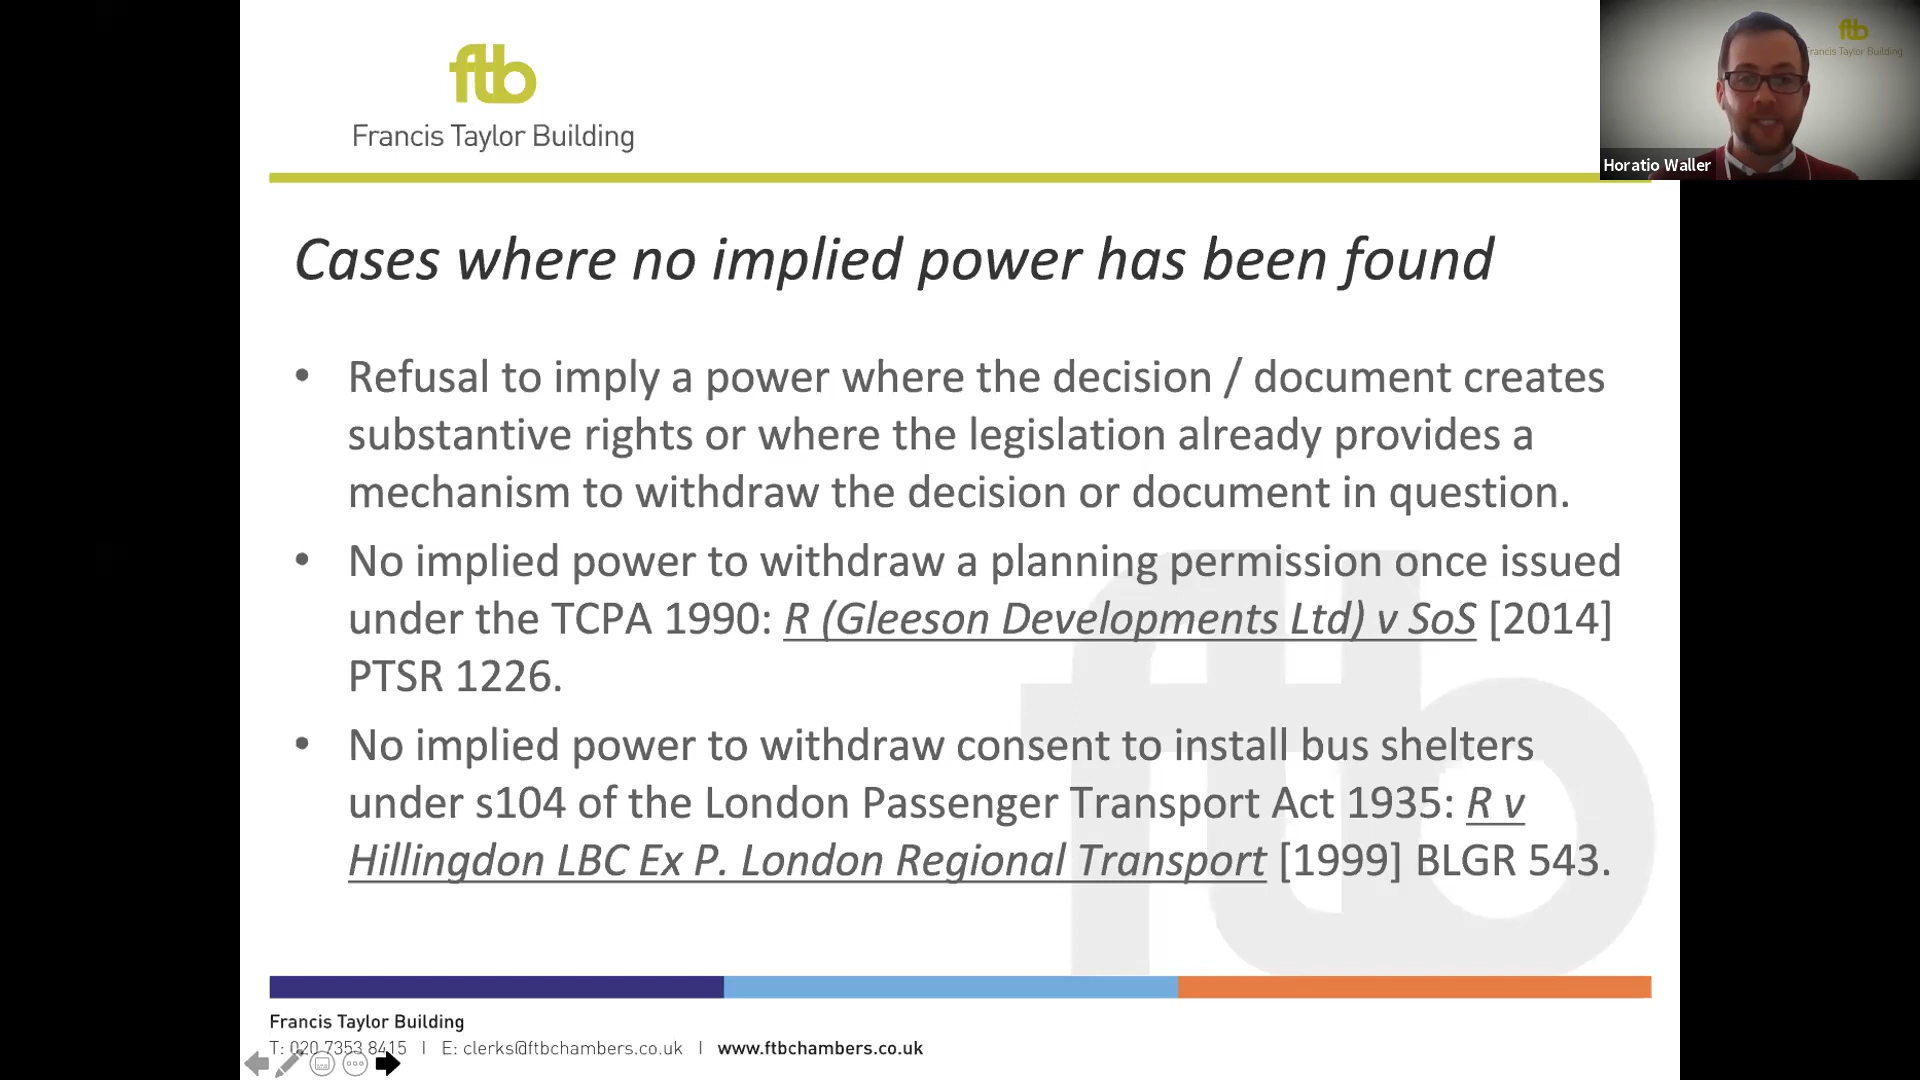 ftb
Francis Taylor Building
ftb
Francis Taylor Building
Horatio Waller
Cases where no implied power has been found
• Refusal to imply a power where the decision / document creates
substantive rights or where the legislation already provides a
mechanism to withdraw the decision or document in question.
• No implied power to withdraw a planning permission once issued
under the TCPA 1990: R (Gleeson Developments Ltd) v SoS [2014]
PTSR 1226.
• No implied power to withdraw consent to install bus shelters
under s104 of the London Passenger Transport Act 1935: R v
Hillingdon LBC Ex P. London Regional Transport [1999] BLGR 543.
ftb
Francis Taylor Building
T: 020 7353 8415 | E: clerks@ftbchambers.co.uk | www.ftbchambers.co.uk